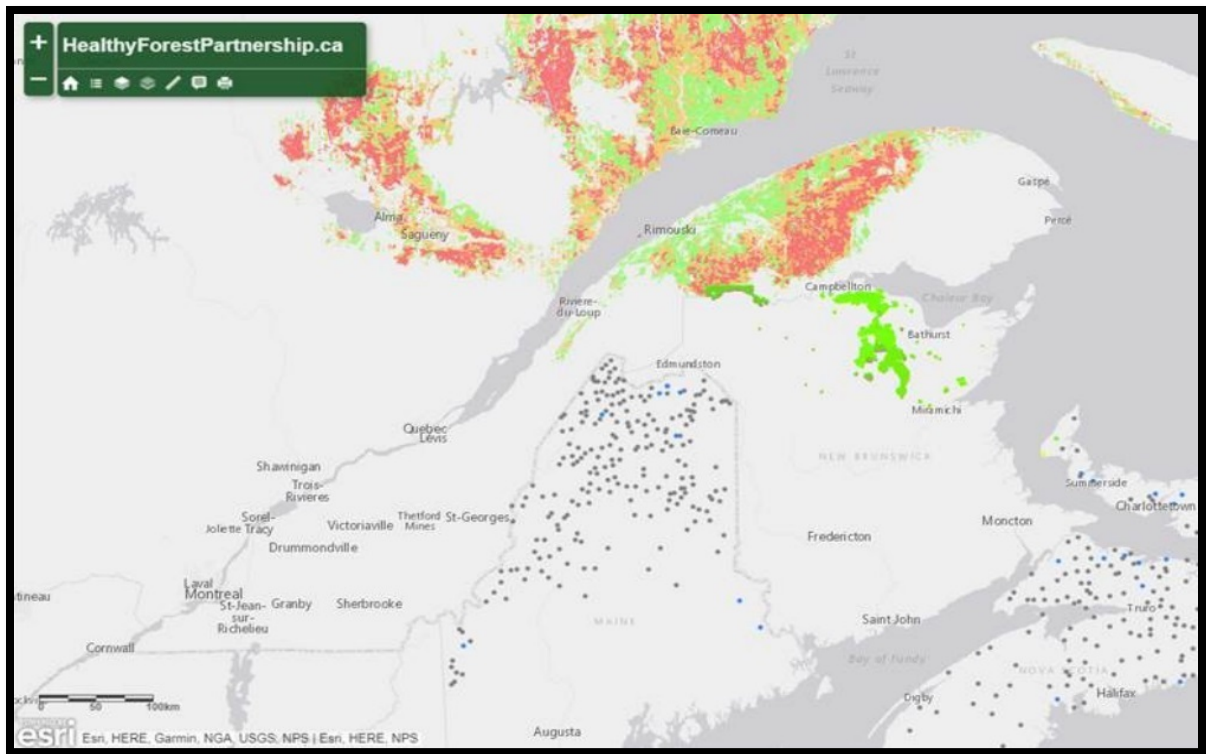 +
HealthyForestPartnership.ca
−
St
Lawrence
Seaway
Baie-Comeau
Gaspé
Percé
Alma
Sagueny
Rimouski
Campbellton
Chaleur Bay
Riviere-
du-Loup
Bathurst
Edmundston
Miramichi
Quebec
Lévis
NEW BRUNSWICK
Shawinigan
Trois-
Rivieres
Summerside
Charlottetown
Sorel-
Joliette Tracy
Victoriaville
Thetford
Mines
St-Georges
Moncton
Drummondville
Fredericton
Laval
Montreal
tineau
St-Jean-
sur-
Richelieu
Granby
Sherbrooke
Truro
MAINE
Saint John
Cornwall
Bay of Fundy
NOVA SCOTIA
Digby
Halifax
0 50 100km
Augusta
esri
Esri, HERE, Garmin, NGA, USGS, NPS | Esri, HERE, NPS